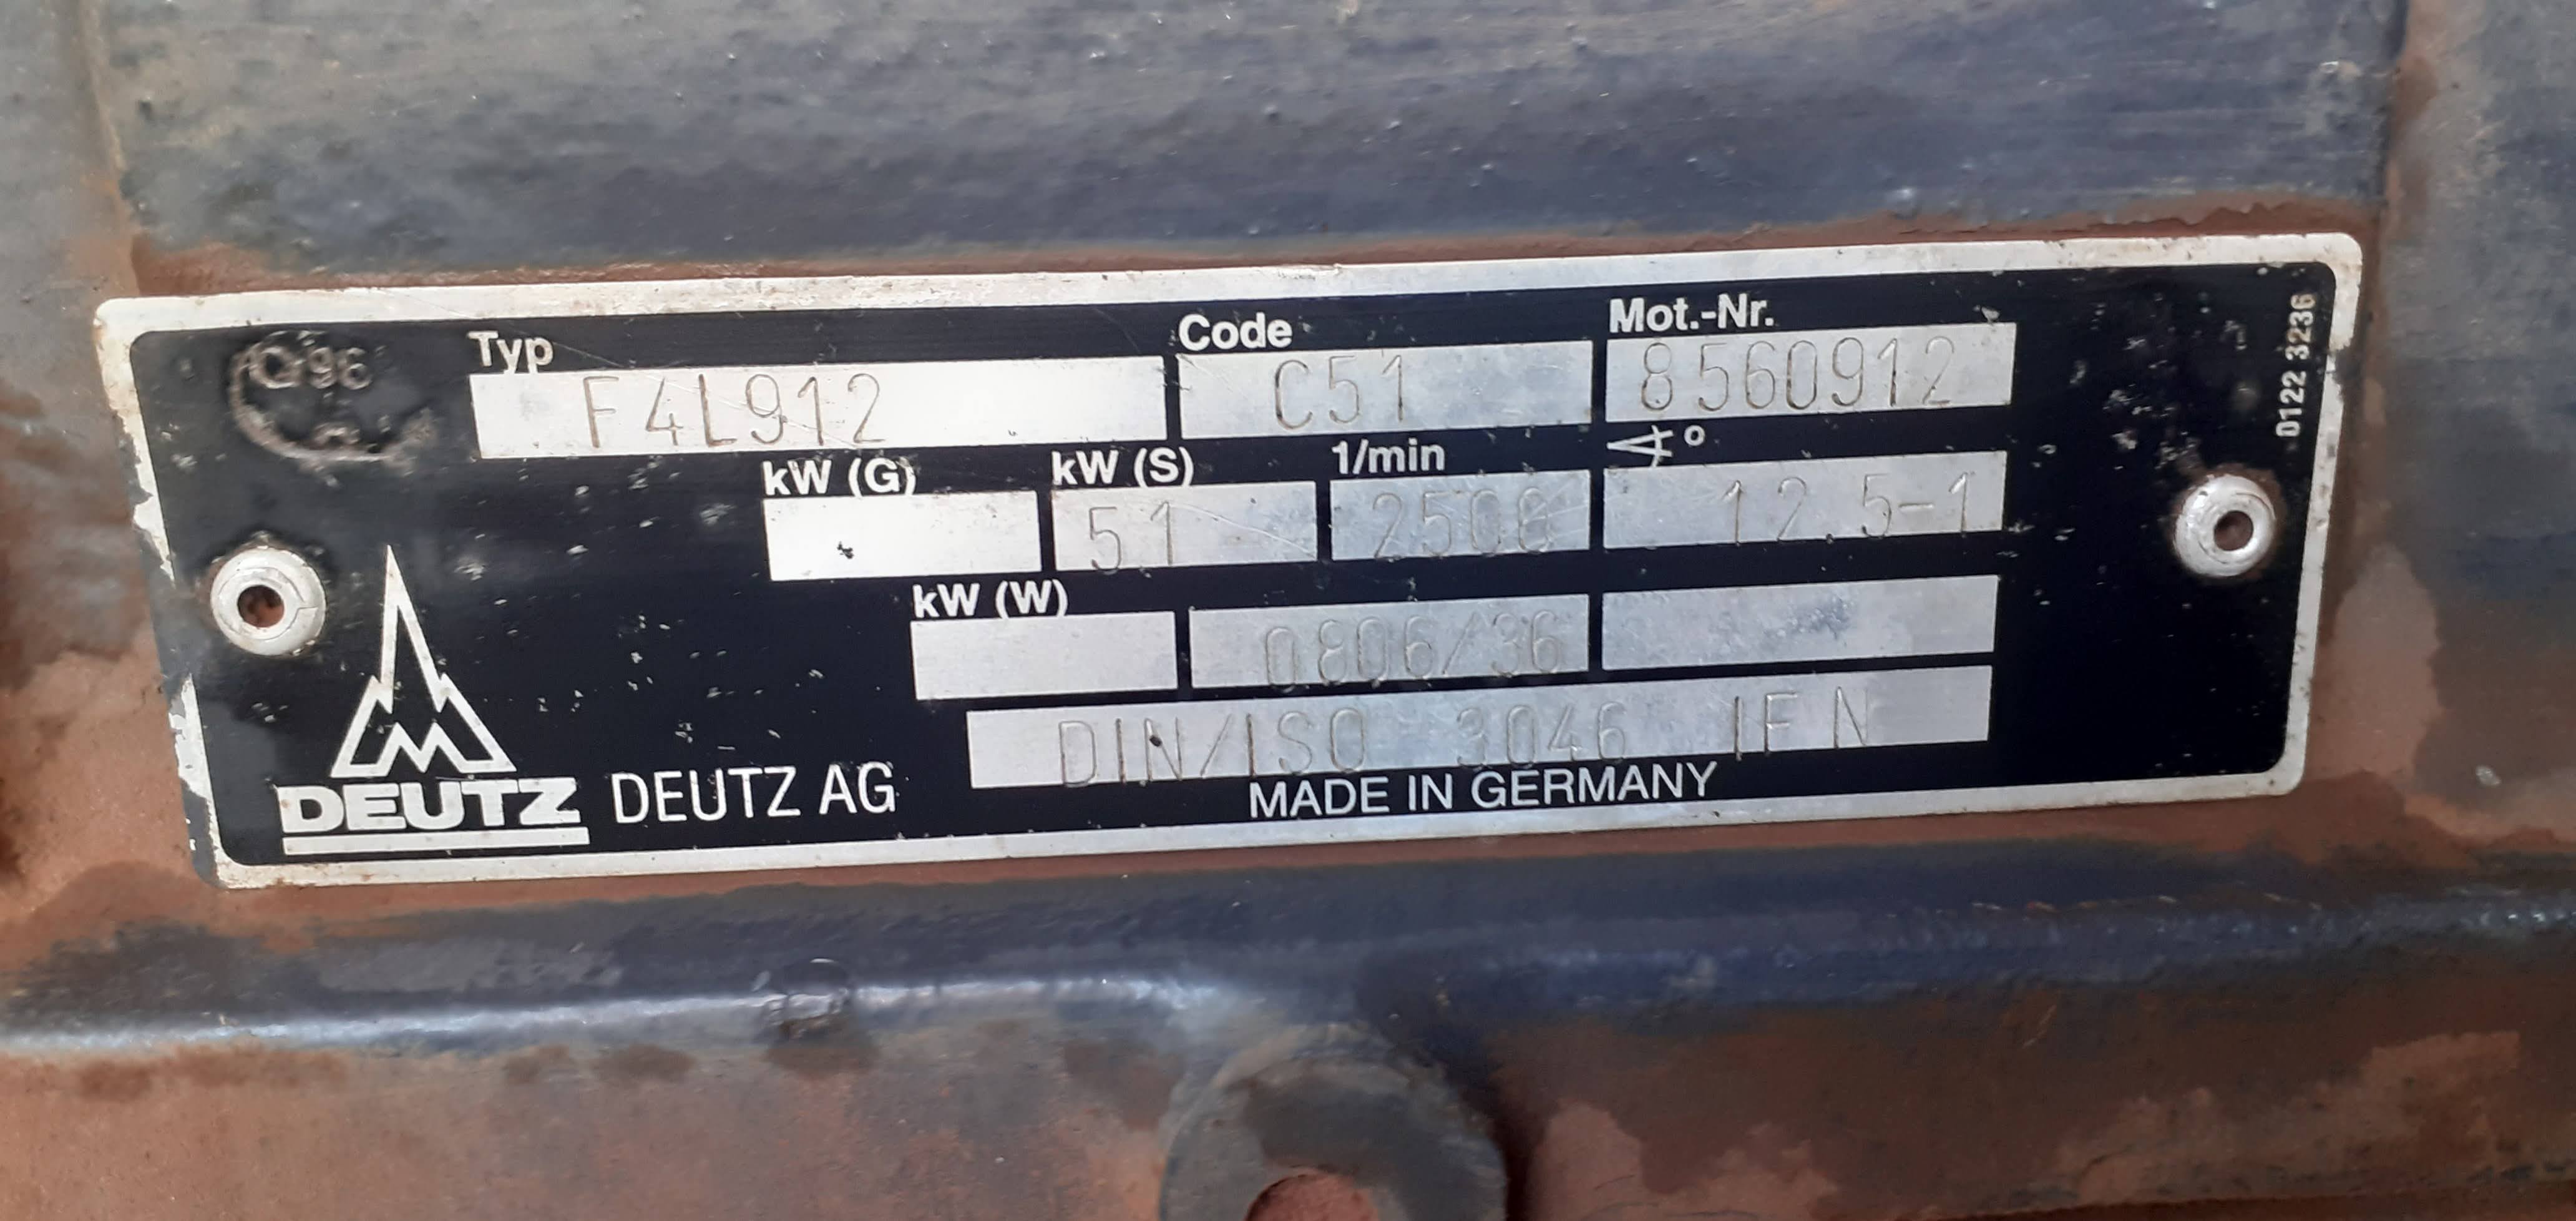 Q96
Typ Code Mot.-Nr.
F4L912 C51 8560912
kW (G) kW (S) 1/min ∢°
51 2500 12.5-1
kW (W)
0806/36
DIN/ISO 3046 IFN
DEUTZ DEUTZ AG MADE IN GERMANY
0122 3236